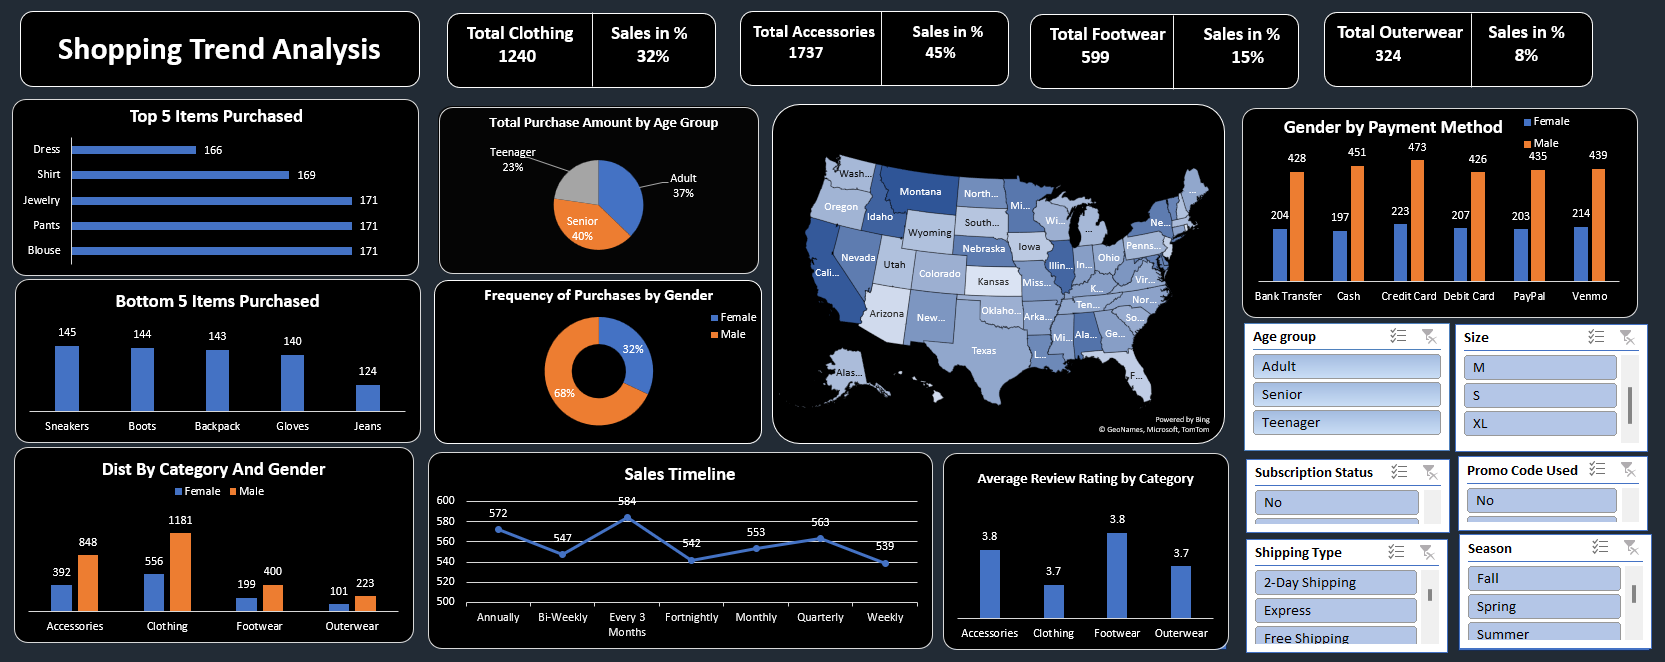 Shopping Trend Analysis
Total Clothing
1240
Sales in %
32%
Total Accessories
1737
Sales in %
45%
Total Footwear
599
Sales in %
15%
Total Outerwear
324
Sales in %
8%
Top 5 Items Purchased
Dress 166
Shirt 169
Jewelry 171
Pants 171
Blouse 171
Bottom 5 Items Purchased
145 144 143 140 124
Sneakers Boots Backpack Gloves Jeans
Dist By Category And Gender
Female Male
392 848 556 1181 199 400 101 223
Accessories Clothing Footwear Outerwear
Total Purchase Amount by Age Group
Teenager
23%
Adult
37%
Senior
40%
Frequency of Purchases by Gender
Female
Male
32%
68%
Wash...
Montana
North...
Mi...
Oregon
Idaho
South...
Wi...
...
Ne...
...
Wyoming
Iowa
Penns...
Nebraska
Nevada
Utah
Illin...
In...
Ohio
Cali...
Colorado
Kansas
Miss...
K...
Vir...
Nor...
Arizona
New...
Oklaho...
Arka...
Ten...
So...
Mi...
Ala...
Ge...
Texas
L...
Alas...
F...
Powered by Bing
© GeoNames, Microsoft, TomTom
Sales Timeline
600
580
560
540
520
500
572 547 584 542 553 563 539
Annually Bi-Weekly Every 3 Fortnightly Monthly Quarterly Weekly
Months
Average Review Rating by Category
3.8 3.7 3.8 3.7
Accessories Clothing Footwear Outerwear
Gender by Payment Method
Female
Male
204 428 197 451 223 473 207 426 203 435 214 439
Bank Transfer Cash Credit Card Debit Card PayPal Venmo
Age group
Adult
Senior
Teenager
Size
M
S
XL
Subscription Status
No
Promo Code Used
No
Shipping Type
2-Day Shipping
Express
Free Shipping
Season
Fall
Spring
Summer